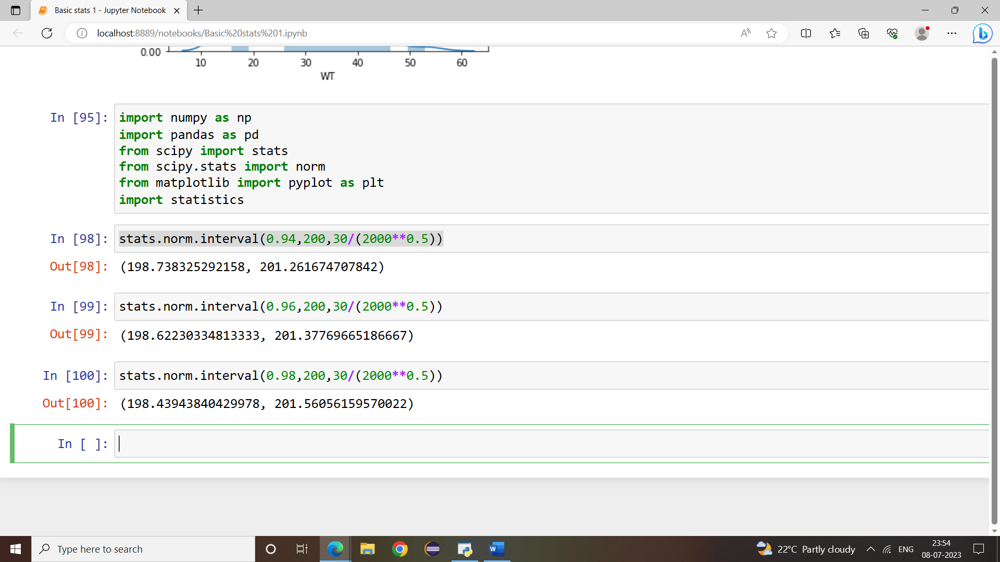 Basic stats 1 - Jupyter Notebook
localhost:8889/notebooks/Basic%20stats%201.ipynb
0.00
10 20 30 40 50 60
WT
In [95]: import numpy as np
import pandas as pd
from scipy import stats
from scipy.stats import norm
from matplotlib import pyplot as plt
import statistics
In [98]: stats.norm.interval(0.94,200,30/(2000**0.5))
Out[98]: (198.738325292158, 201.261674707842)
In [99]: stats.norm.interval(0.96,200,30/(2000**0.5))
Out[99]: (198.62230334813333, 201.37769665186667)
In [100]: stats.norm.interval(0.98,200,30/(2000**0.5))
Out[100]: (198.43943840429978, 201.56056159570022)
In [ ]:
Type here to search
22°C Partly cloudy
ENG
23:54
08-07-2023